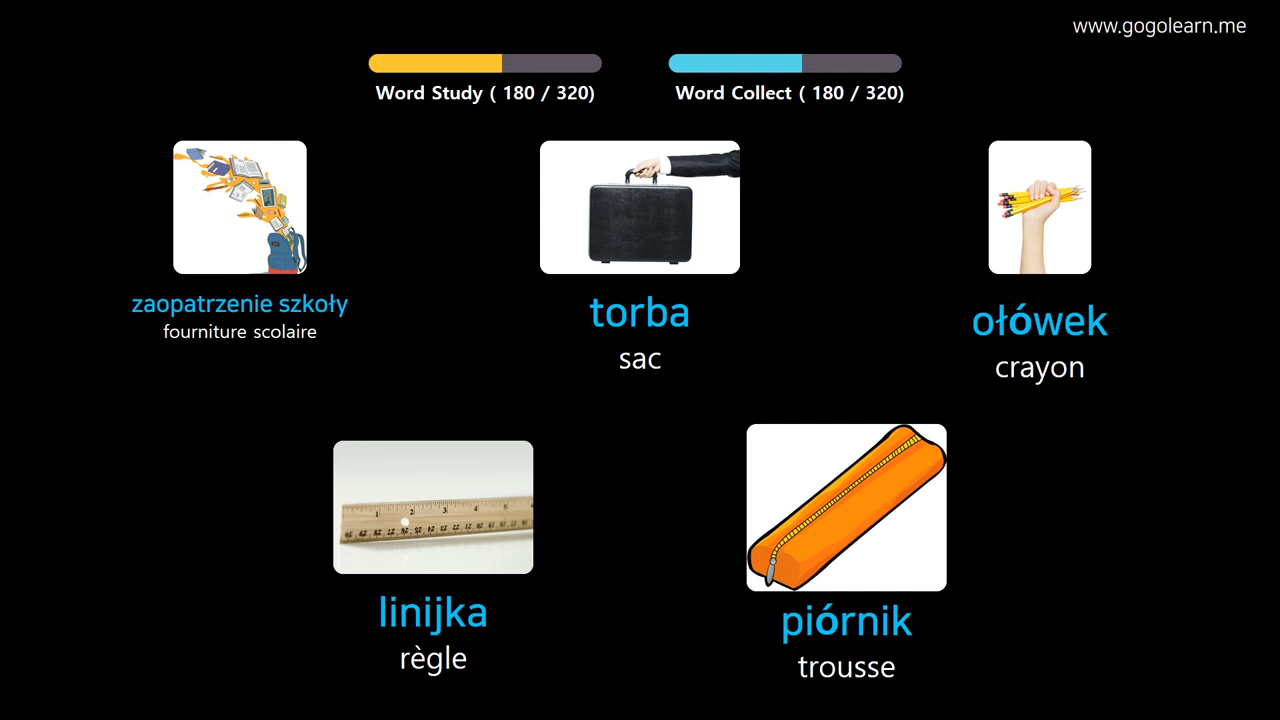 www.gogolearn.me
Word Study ( 180 / 320)
Word Collect ( 180 / 320)
zaopatrzenie szkoły
fourniture scolaire
torba
sac
ołówek
crayon
linijka
règle
piórnik
trousse